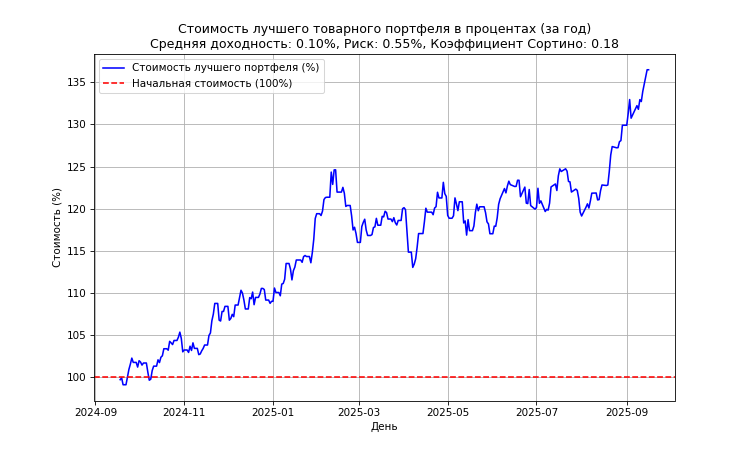 Стоимость лучшего товарного портфеля в процентах (за год)
Средняя доходность: 0.10%, Риск: 0.55%, Коэффициент Сортино: 0.18
Стоимость лучшего портфеля (%)
Начальная стоимость (100%)
Стоимость (%)
135
130
125
120
115
110
105
100
2024-09
2024-11
2025-01
2025-03
2025-05
2025-07
2025-09
День